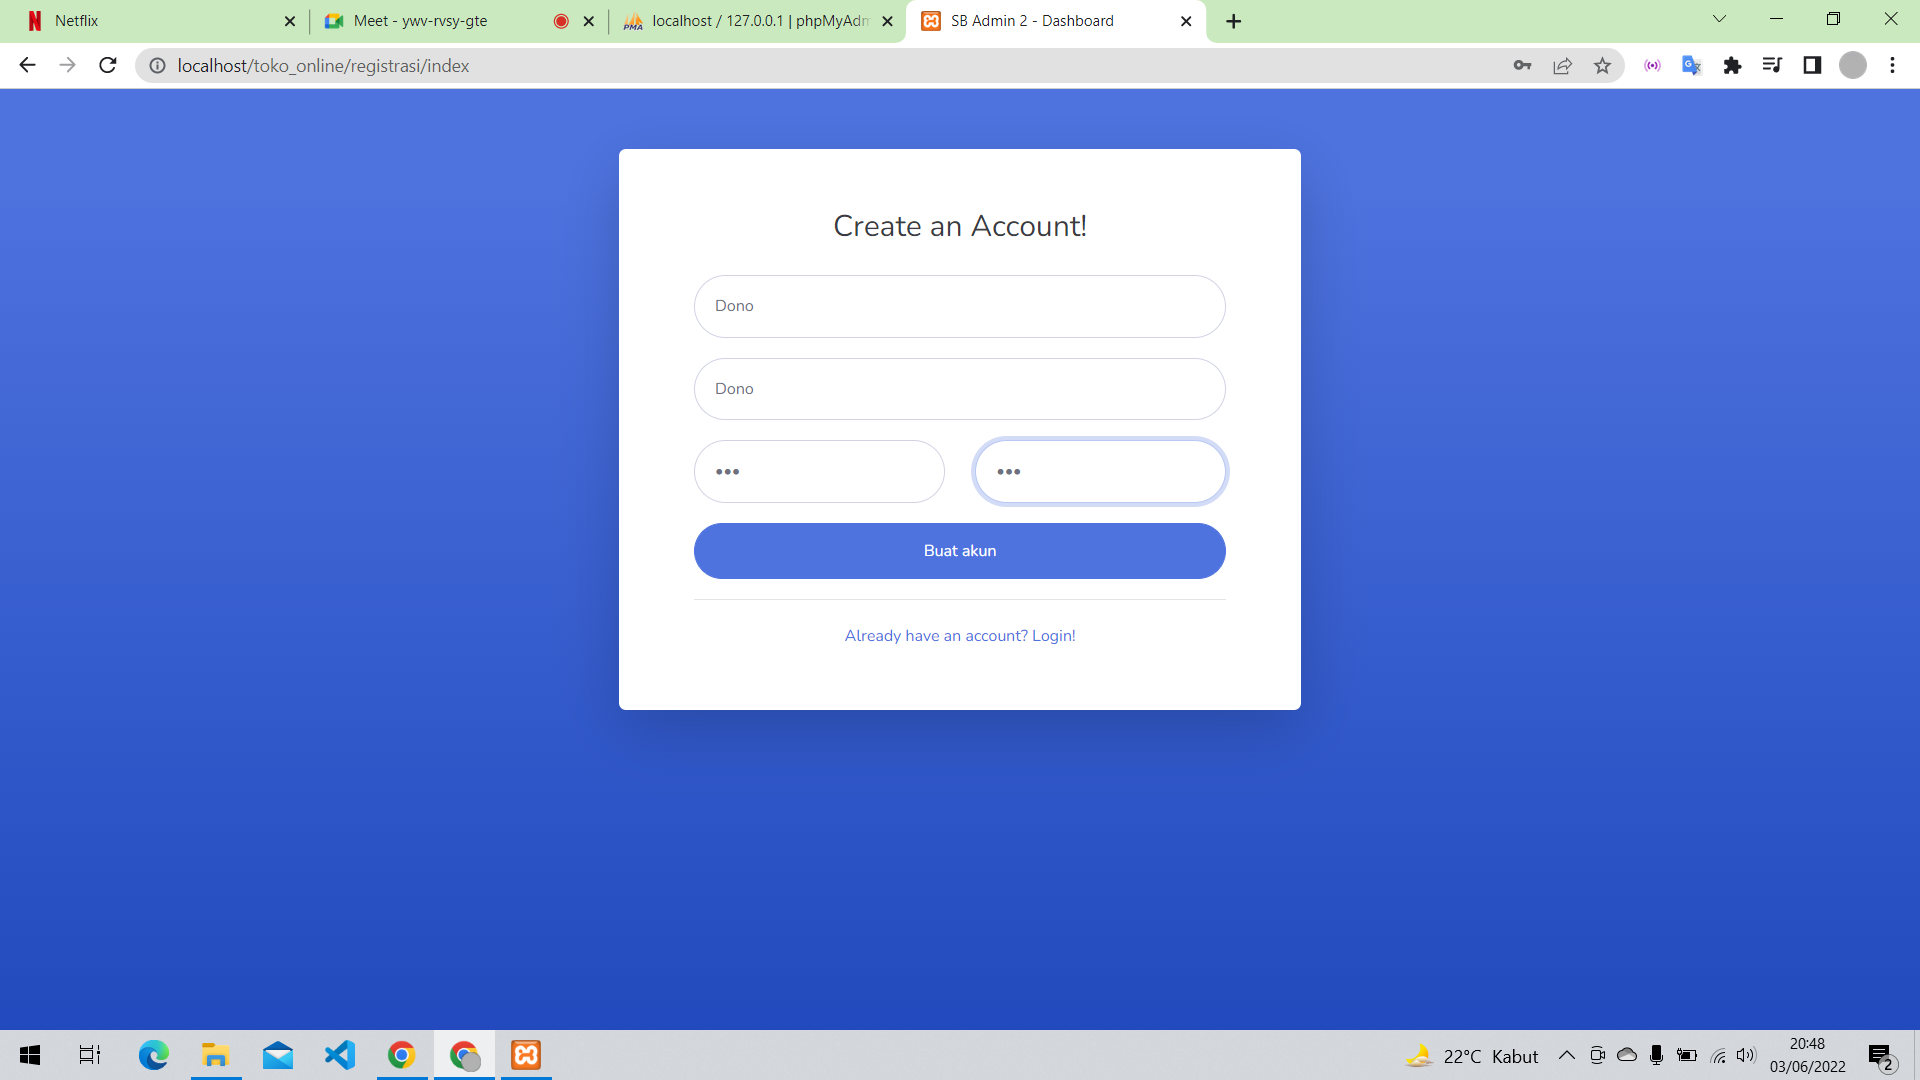 Netflix
Meet - ywv-rvsy-gte
localhost / 127.0.0.1 | phpMyAdm
SB Admin 2 - Dashboard
localhost/toko_online/registrasi/index
Create an Account!
Dono
Dono
•••
•••
Buat akun
Already have an account? Login!
22°C Kabut
20:48
03/06/2022
2